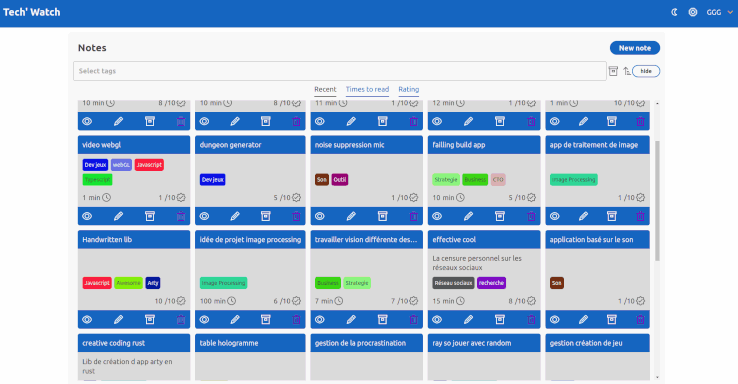 Tech' Watch
GGG
Notes
New note
Select tags
hide
Recent Times to read Rating
10 min 8 /10 10 min 8 /10 11 min 1 /10 12 min 1 /10 1 min 10 /10
video webgl dungeon generator noise suppression mic failling build app app de traitement de image
Dev jeux webGL Javascript Dev jeux Son Outil Strategie Business CTO Image Processing
Typescript
1 min 1 /10 5 /10 1 /10 10 min 5 /10 1 /10
Handwritten lib idée de projet image processing travailler vision différente des... effective cool application basé sur le son
La censure personnel sur les
réseaux sociaux
Javascript Awesome Arty Image Processing Business Strategie Réseau sociaux recherche Son
10 /10 100 min 6 /10 7 min 7 /10 15 min 8 /10 1 /10
creative coding rust table hologramme gestion de la procrastination ray so jouer avec random gestion création de jeu
Lib de création d app arty en
rust